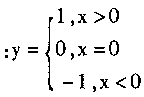 1, x > 0
:y = { 0, x = 0
-1, x < 0